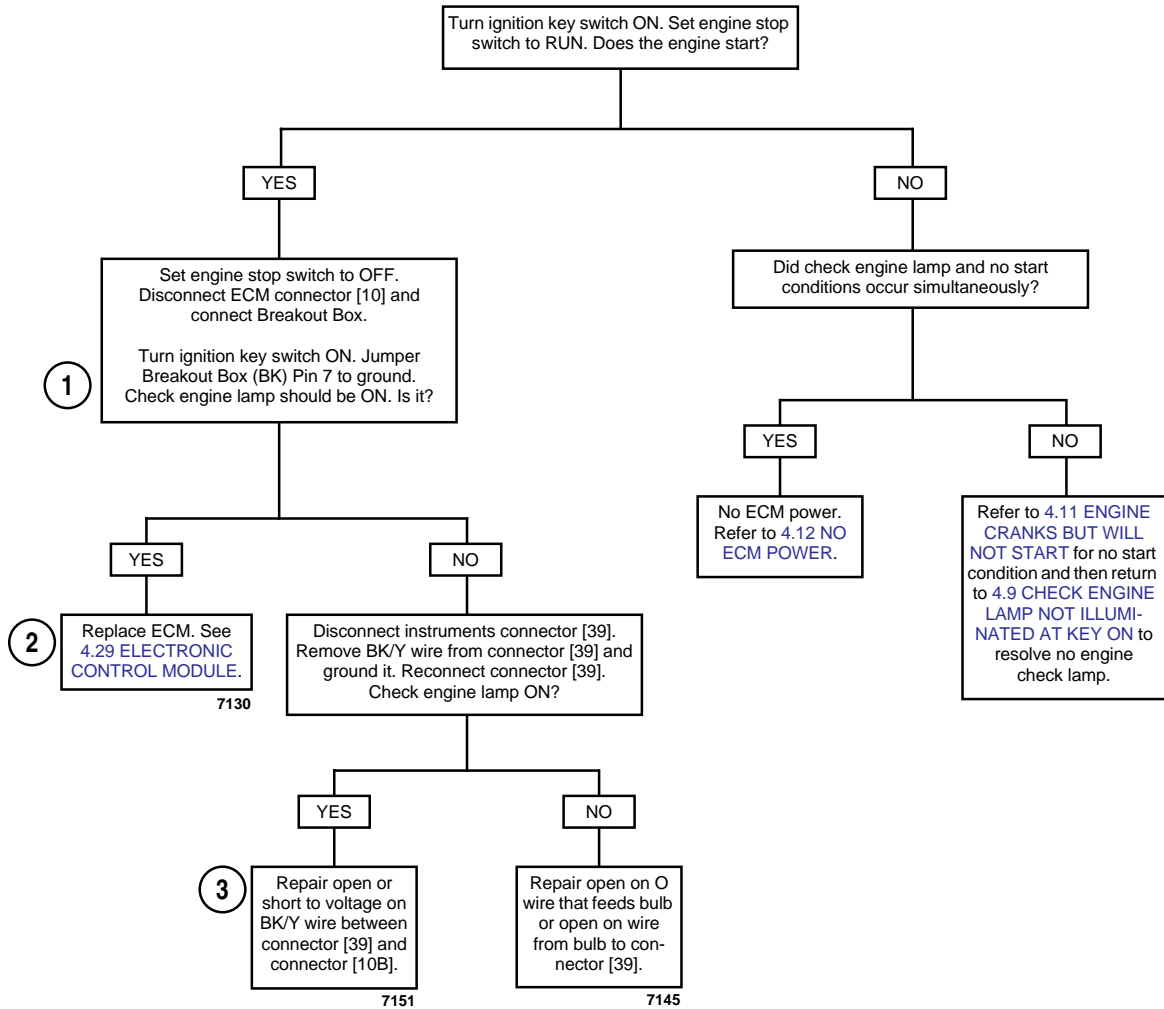 Turn ignition key switch ON. Set engine stop
switch to RUN. Does the engine start?
YES
NO
Set engine stop switch to OFF.
Disconnect ECM connector [10] and
connect Breakout Box.
Turn ignition key switch ON. Jumper
Breakout Box (BK) Pin 7 to ground.
Check engine lamp should be ON. Is it?
1
Did check engine lamp and no start
conditions occur simultaneously?
YES
NO
No ECM power.
Refer to 4.12 NO
ECM POWER.
Refer to 4.11 ENGINE
CRANKS BUT WILL
NOT START for no start
condition and then return
to 4.9 CHECK ENGINE
LAMP NOT ILLUMI-
NATED AT KEY ON to
resolve no engine
check lamp.
YES
NO
2
Replace ECM. See
4.29 ELECTRONIC
CONTROL MODULE.
7130
Disconnect instruments connector [39].
Remove BK/Y wire from connector [39] and
ground it. Reconnect connector [39].
Check engine lamp ON?
YES
NO
3
Repair open or
short to voltage on
BK/Y wire between
connector [39] and
connector [10B].
7151
Repair open on O
wire that feeds bulb
or open on wire
from bulb to con-
nector [39].
7145